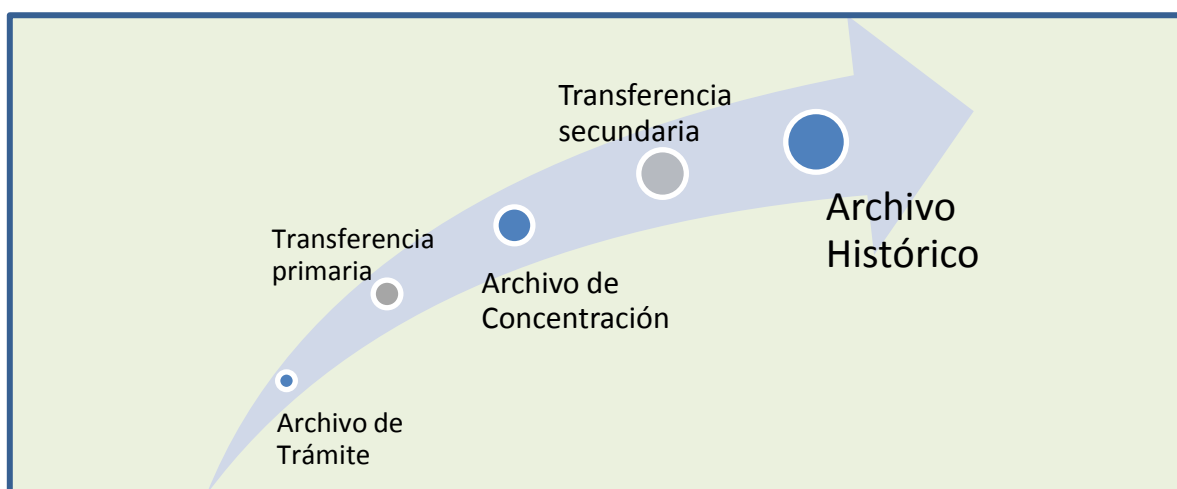 Transferencia
secundaria
Archivo
Histórico
Transferencia
primaria
Archivo de
Concentración
Archivo de
Trámite